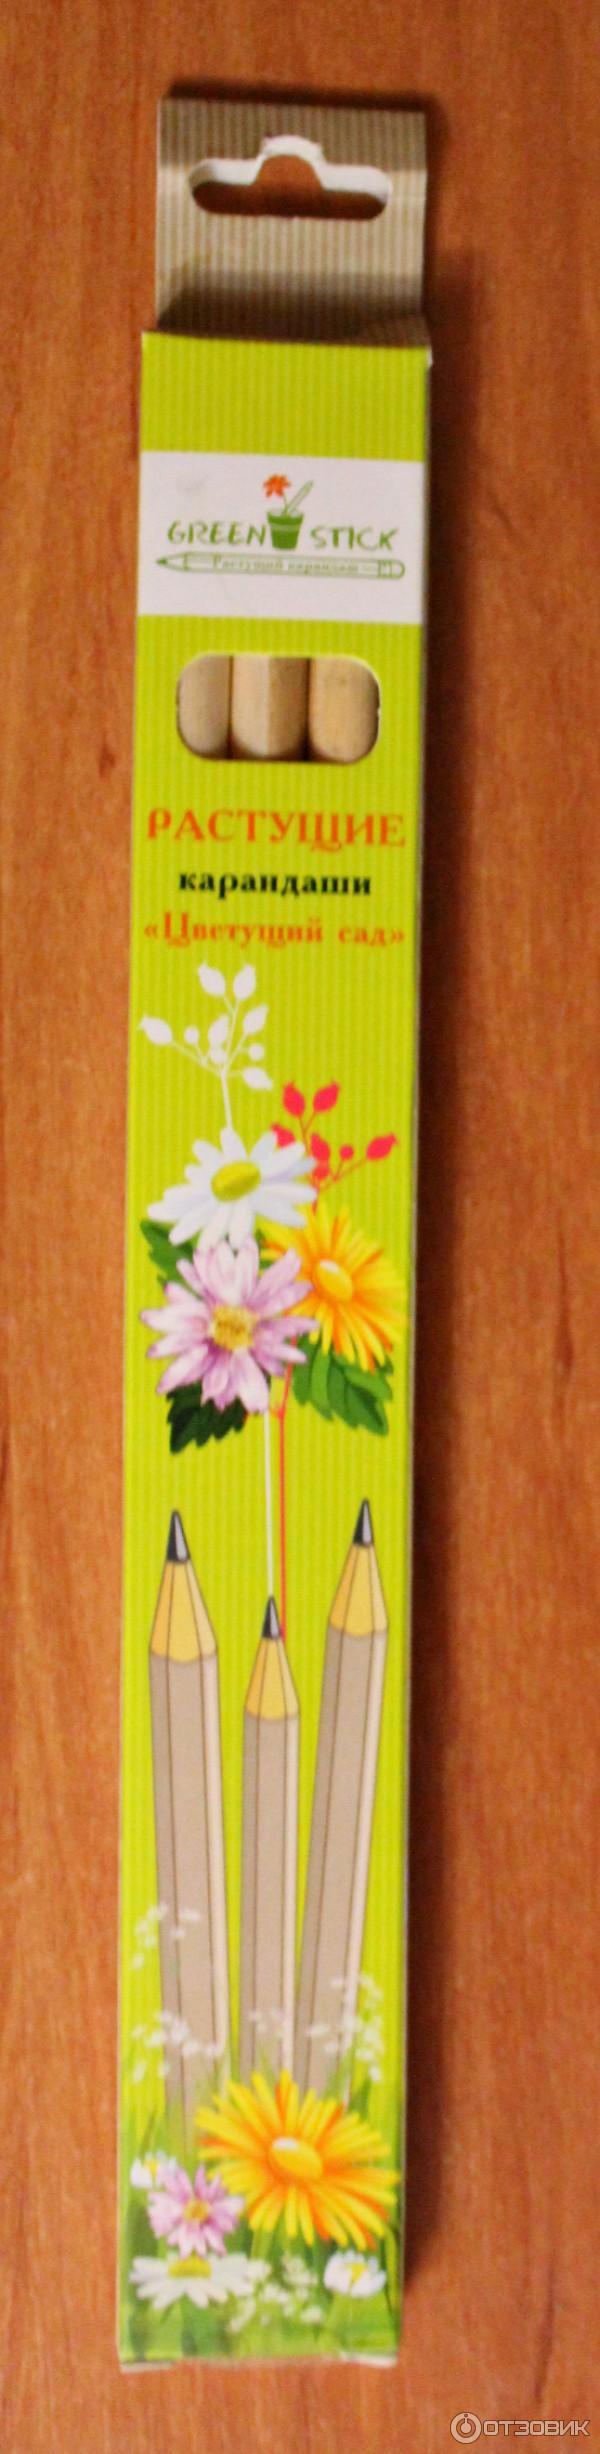 GREEN STICK
Растущий карандаш
РАСТУЩИЕ
карандаши
«Цветущий сад»
ОТЗОВИК